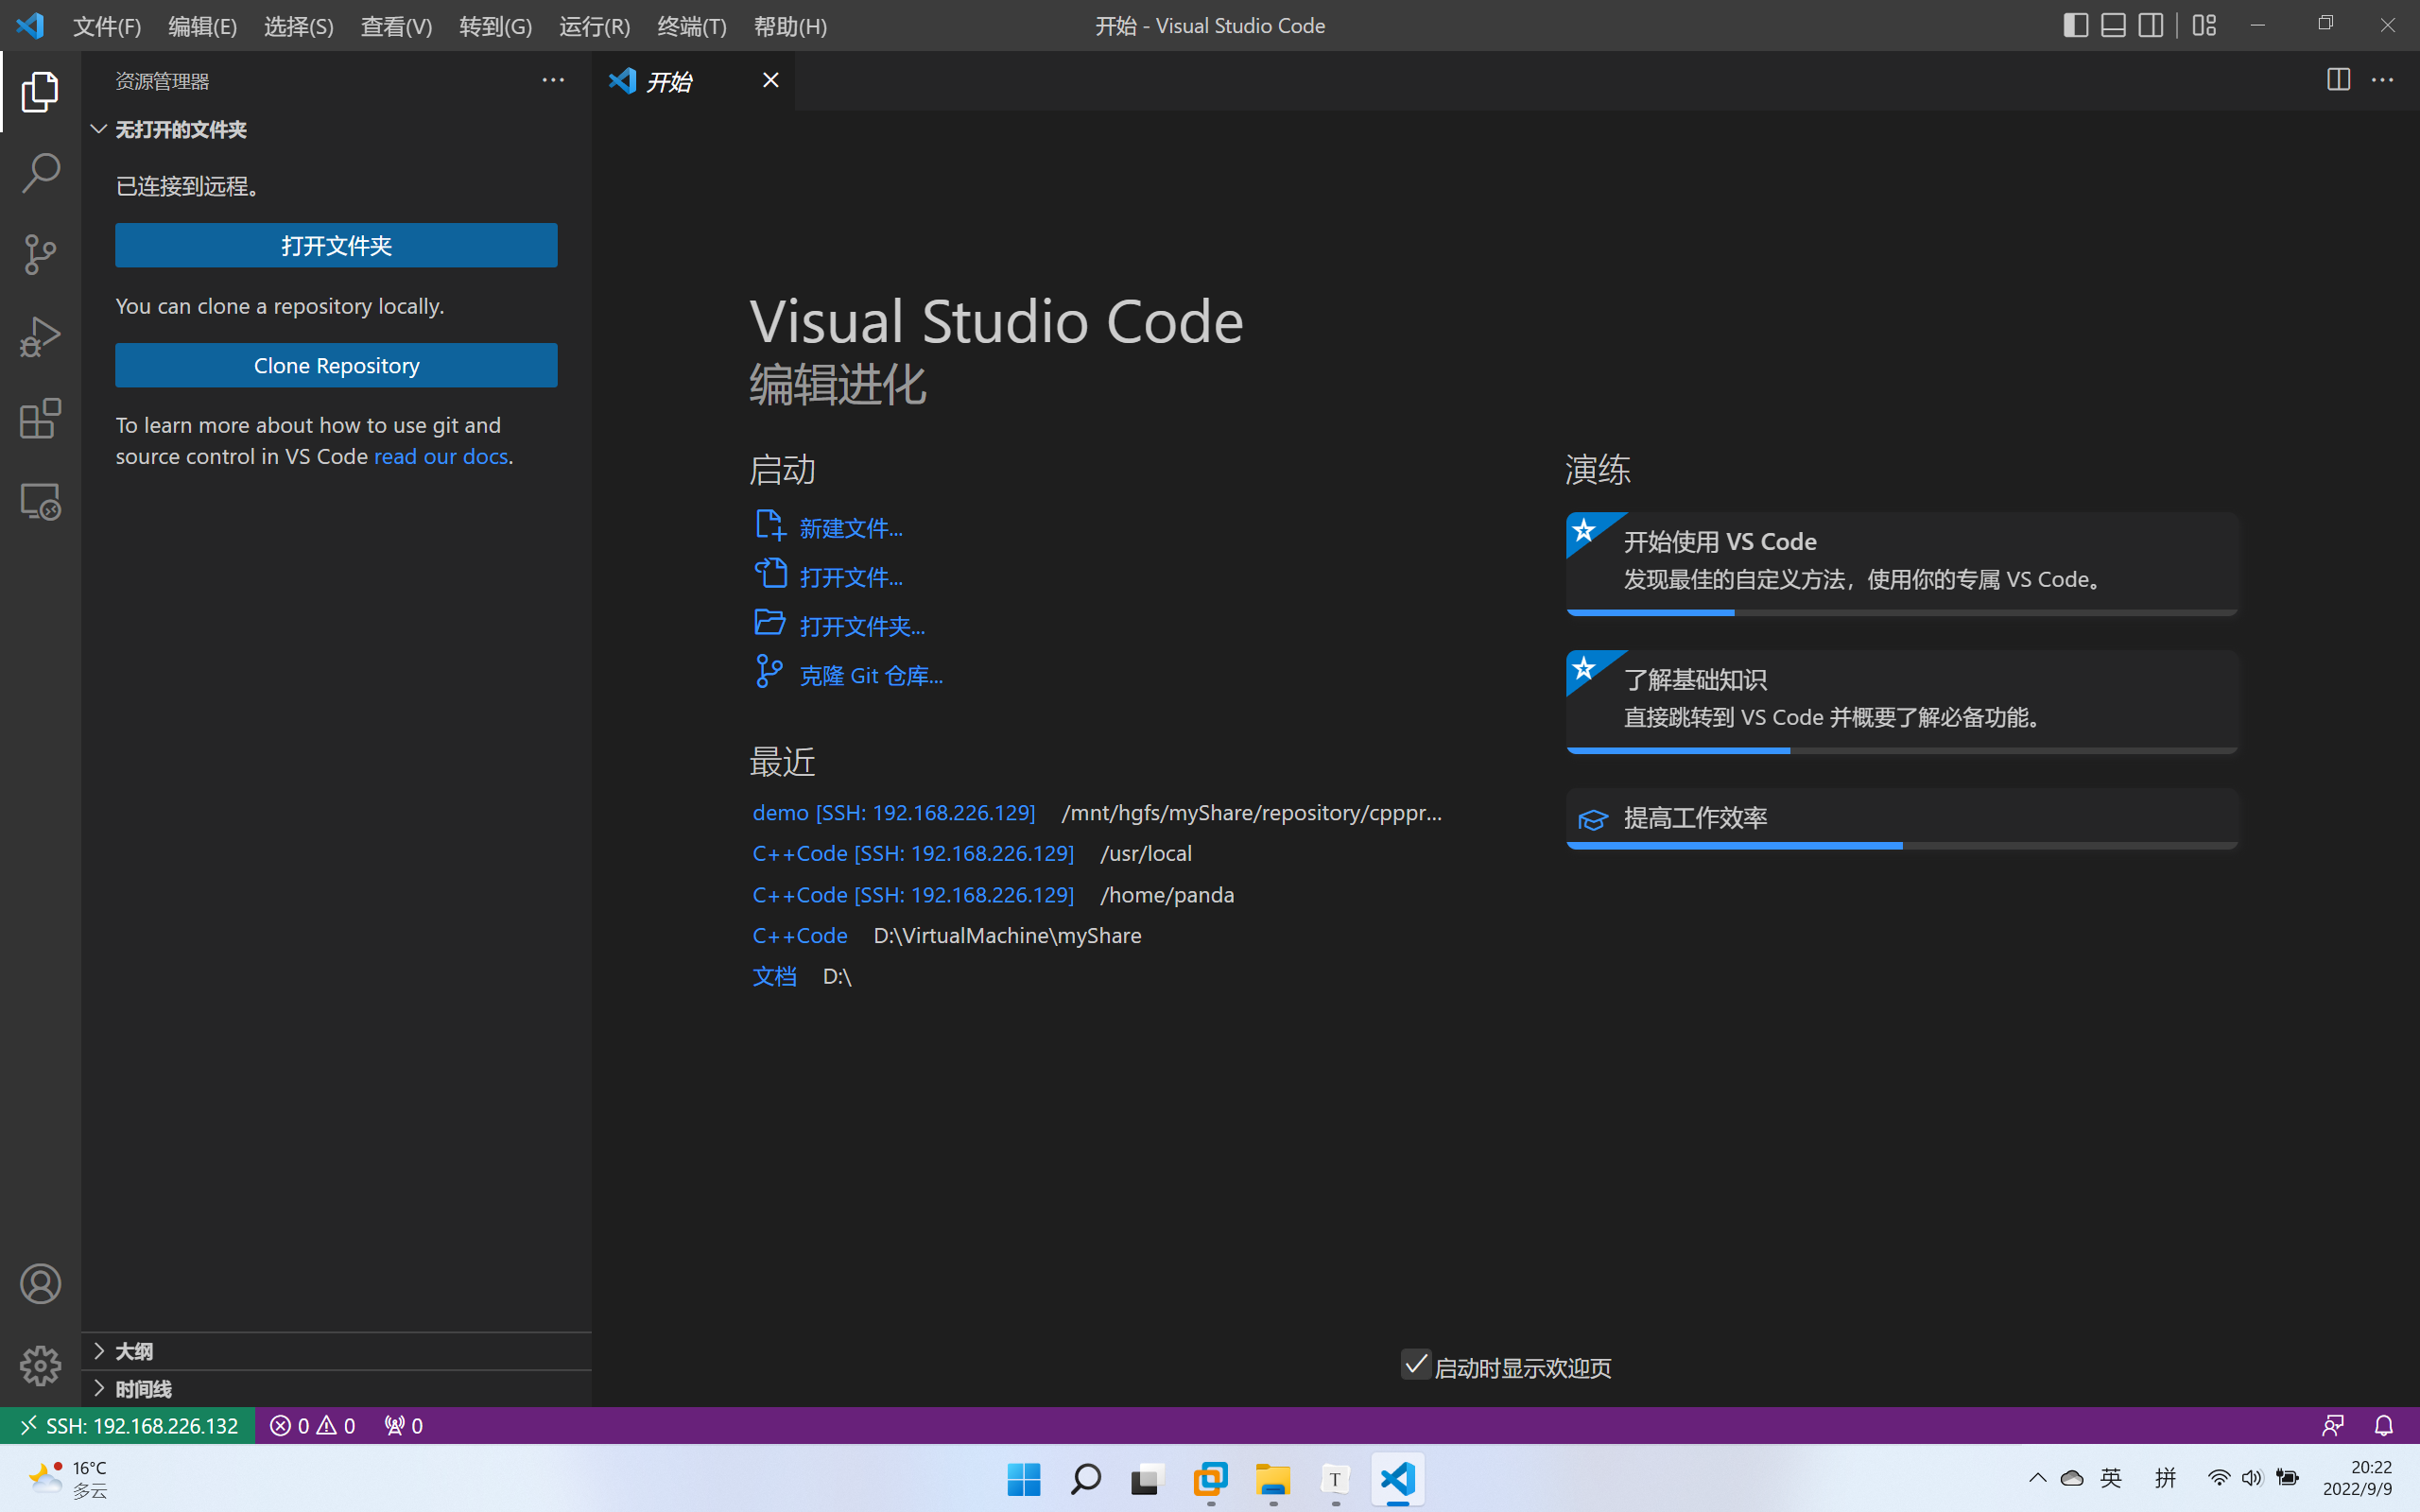 文件(F) 编辑(E) 选择(S) 查看(V) 转到(G) 运行(R) 终端(T) 帮助(H)
开始 - Visual Studio Code
资源管理器
开始
无打开的文件夹
已连接到远程。
打开文件夹
You can clone a repository locally.
Clone Repository
To learn more about how to use git and
source control in VS Code read our docs.
Visual Studio Code
编辑进化
启动
新建文件...
打开文件...
打开文件夹...
克隆 Git 仓库...
最近
demo [SSH: 192.168.226.129] /mnt/hgfs/myShare/repository/cpppr...
C++Code [SSH: 192.168.226.129] /usr/local
C++Code [SSH: 192.168.226.129] /home/panda
C++Code D:\VirtualMachine\myShare
文档 D:\
演练
开始使用 VS Code
发现最佳的自定义方法，使用你的专属 VS Code。
了解基础知识
直接跳转到 VS Code 并概要了解必备功能。
提高工作效率
启动时显示欢迎页
大纲
时间线
SSH: 192.168.226.132 0 0 0
16°C
多云
T
英 拼
20:22
2022/9/9